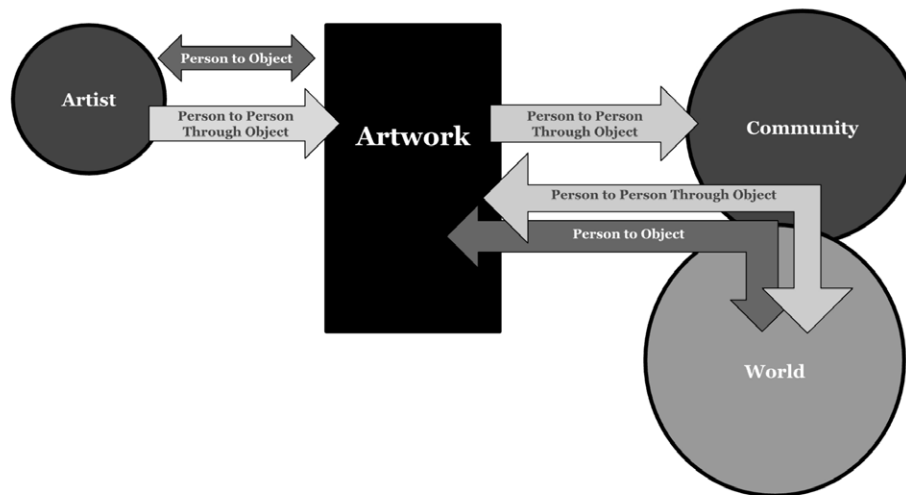 Person to Object
Artist
Person to Person
Through Object
Artwork
Person to Person
Through Object
Community
Person to Person Through Object
Person to Object
World